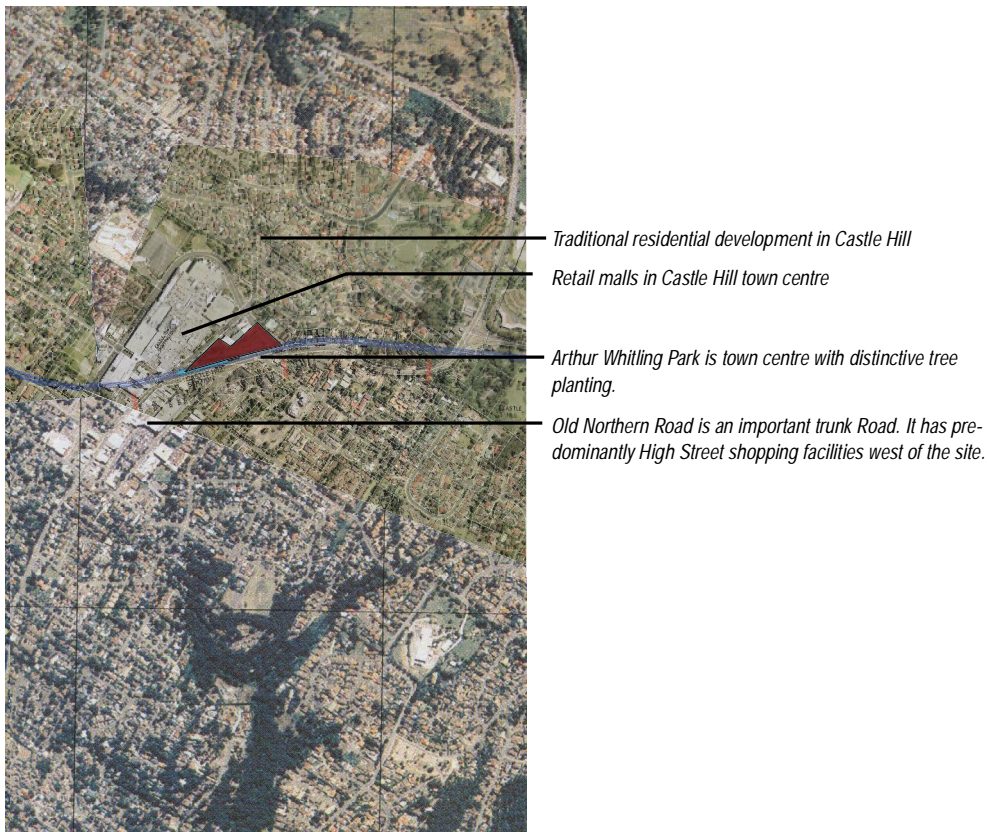 Traditional residential development in Castle Hill
Retail malls in Castle Hill town centre
Arthur Whitling Park is town centre with distinctive tree
planting.
Old Northern Road is an important trunk Road. It has pre-
dominantly High Street shopping facilities west of the site.
CASTLE